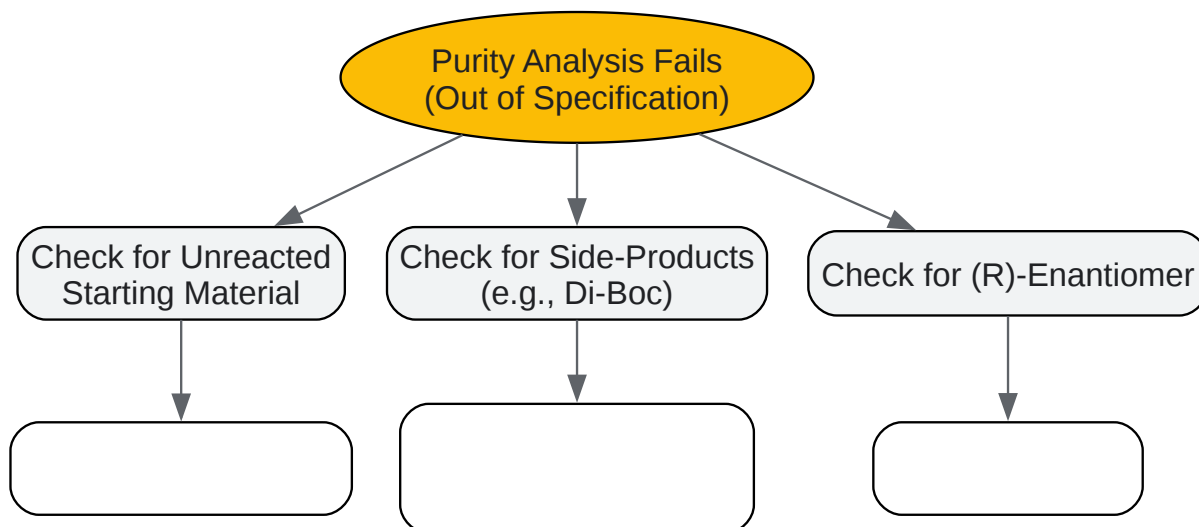 Purity Analysis Fails
(Out of Specification)
Check for Unreacted
Starting Material
Check for Side-Products
(e.g., Di-Boc)
Check for (R)-Enantiomer